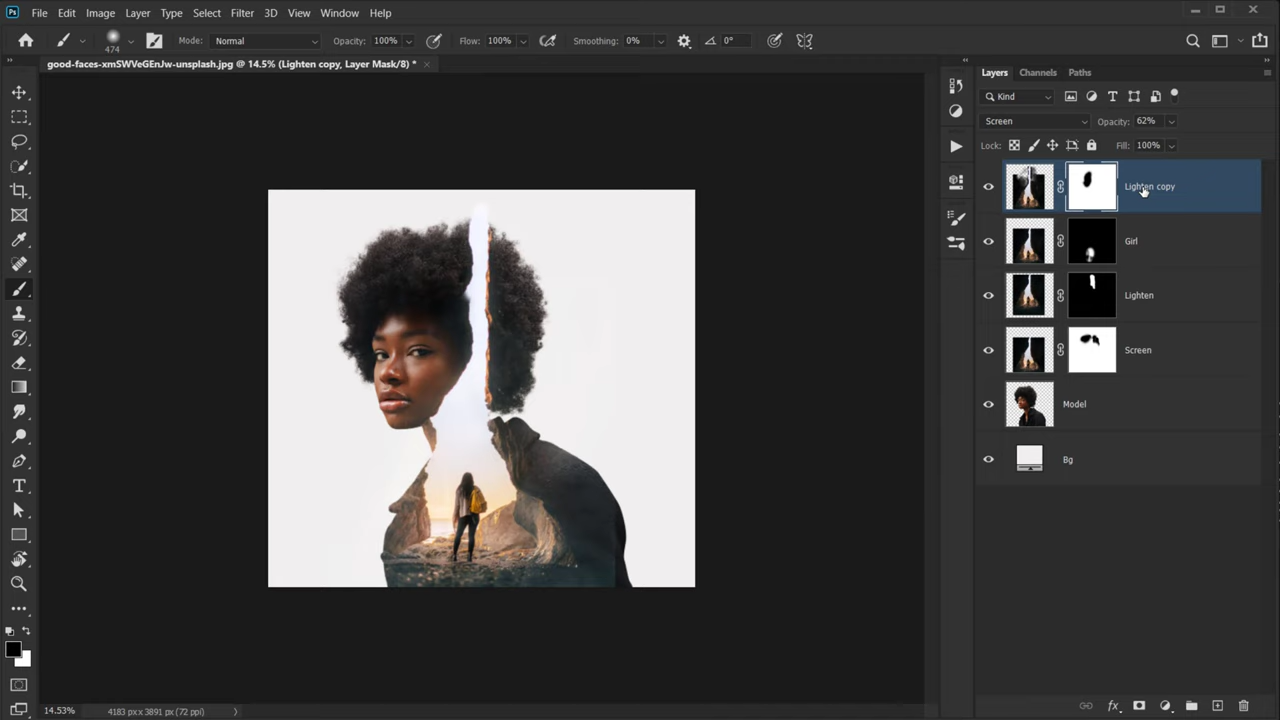 Ps File Edit Image Layer Type Select Filter 3D View Window Help
474 Mode: Normal Opacity: 100% Flow: 100% Smoothing: 0% 0°
good-faces-xmSWVeGEnJw-unsplash.jpg @ 14.5% (Lighten copy, Layer Mask/8) * ×
Layers Channels Paths
Kind
Screen Opacity: 62%
Lock: Fill: 100%
Lighten copy
Girl
Lighten
Screen
Model
Bg
14.53% 4183 px x 3891 px (72 ppi)